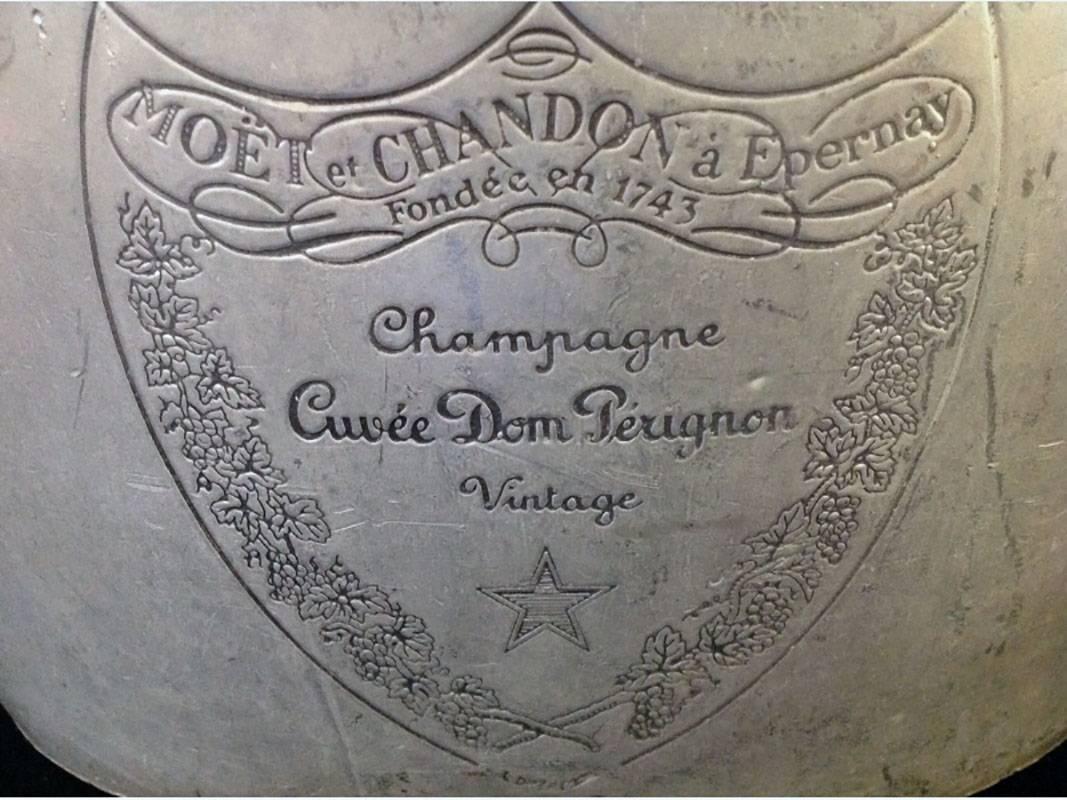 MOËT et CHANDON à Epernay
Fondée en 1743
Champagne
Cuvée Dom Pérignon
Vintage